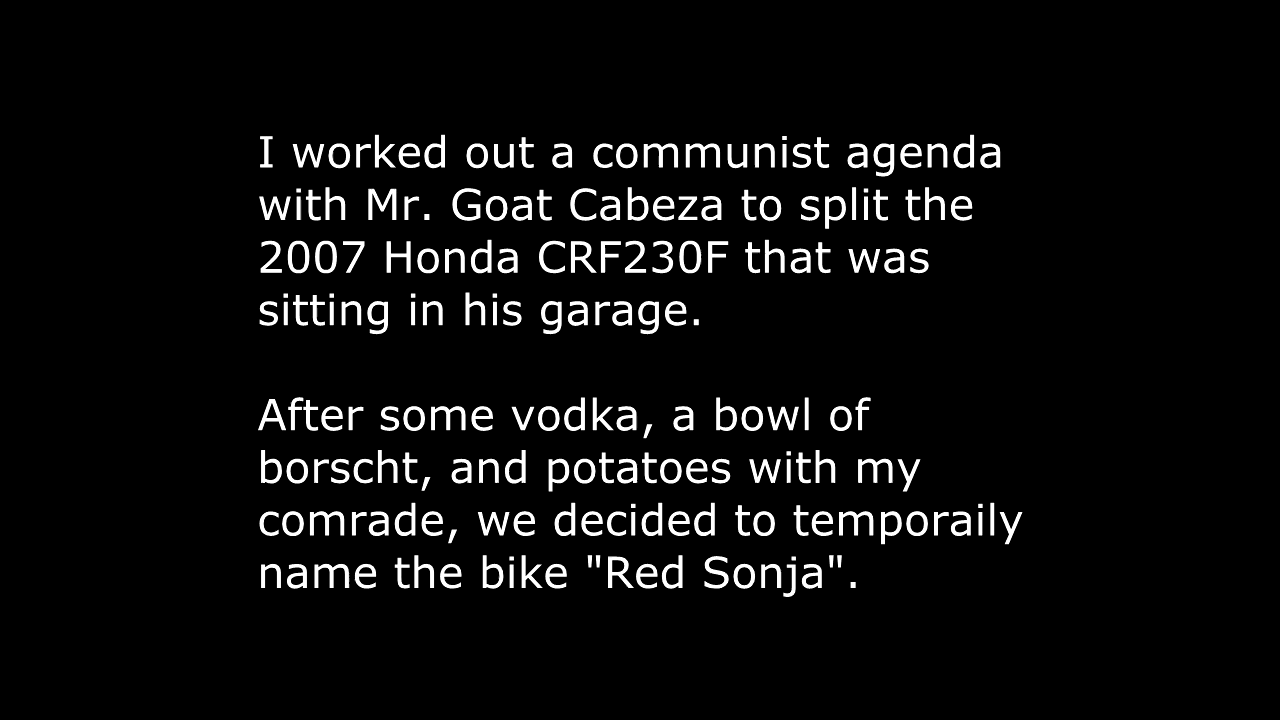 I worked out a communist agenda
with Mr. Goat Cabeza to split the
2007 Honda CRF230F that was
sitting in his garage.
After some vodka, a bowl of
borscht, and potatoes with my
comrade, we decided to temporaily
name the bike "Red Sonja".